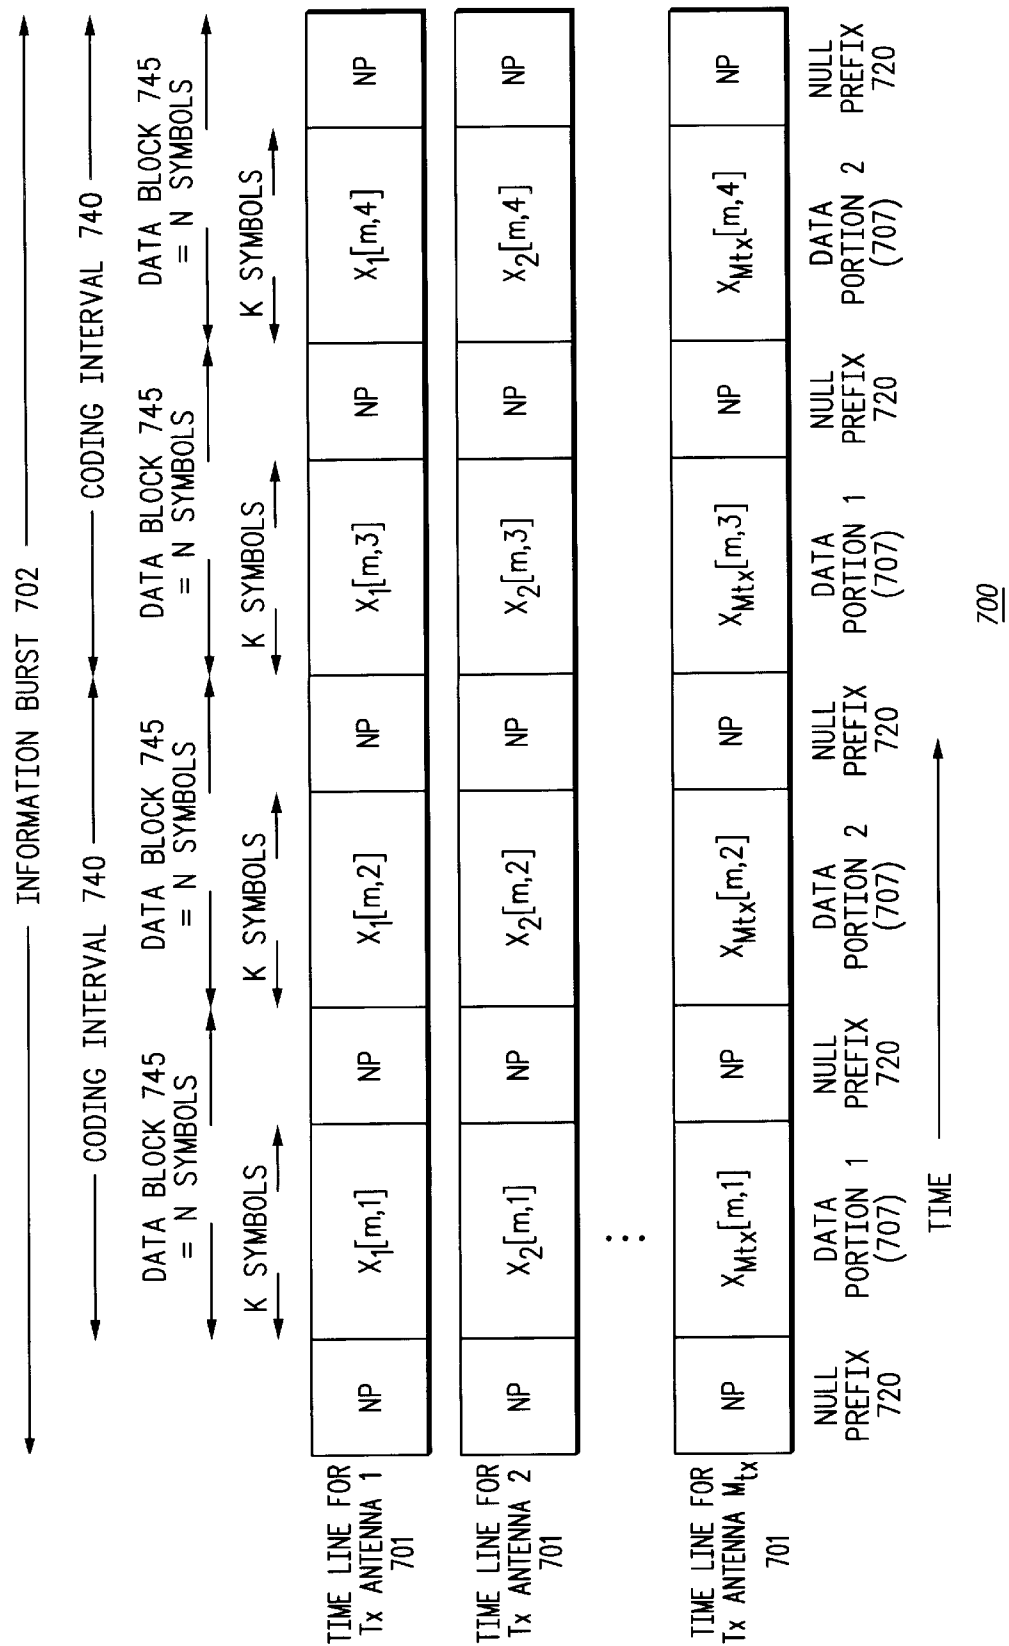 INFORMATION BURST 702
CODING INTERVAL 740
CODING INTERVAL 740
DATA BLOCK 745
= N SYMBOLS
DATA BLOCK 745
= N SYMBOLS
DATA BLOCK 745
= N SYMBOLS
DATA BLOCK 745
= N SYMBOLS
K SYMBOLS
K SYMBOLS
K SYMBOLS
K SYMBOLS
TIME LINE FOR
Tx ANTENNA 1
701
NP
X1[m,1]
NP
X1[m,2]
NP
X1[m,3]
NP
X1[m,4]
NP
TIME LINE FOR
Tx ANTENNA 2
701
NP
X2[m,1]
NP
X2[m,2]
NP
X2[m,3]
NP
X2[m,4]
NP
...
TIME LINE FOR
Tx ANTENNA Mtx
701
NP
XMtx[m,1]
NP
XMtx[m,2]
NP
XMtx[m,3]
NP
XMtx[m,4]
NP
NULL
PREFIX
720
DATA
PORTION 1
(707)
NULL
PREFIX
720
DATA
PORTION 2
(707)
NULL
PREFIX
720
DATA
PORTION 1
(707)
NULL
PREFIX
720
DATA
PORTION 2
(707)
NULL
PREFIX
720
TIME
700